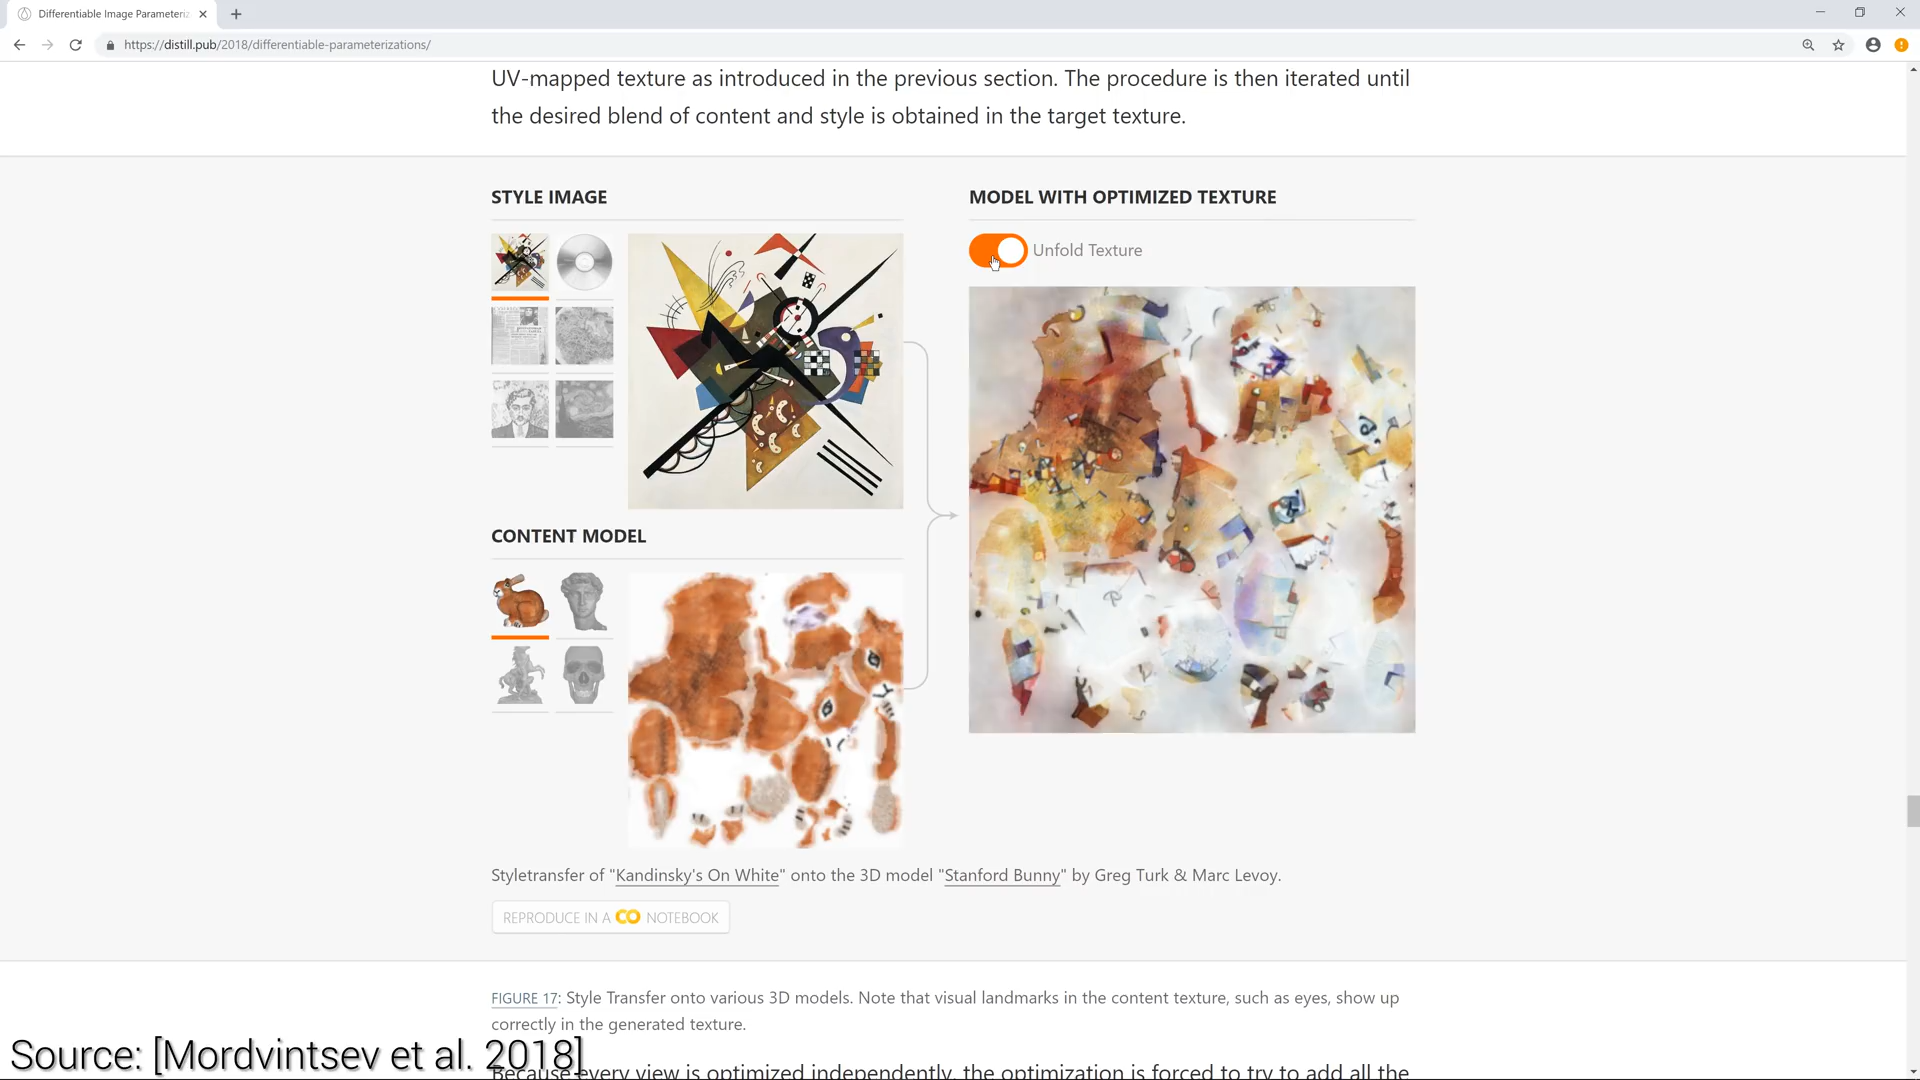 Differentiable Image Parameteriz
https://distill.pub/2018/differentiable-parameterizations/
UV-mapped texture as introduced in the previous section. The procedure is then iterated until
the desired blend of content and style is obtained in the target texture.
STYLE IMAGE
MODEL WITH OPTIMIZED TEXTURE
Unfold Texture
CONTENT MODEL
Styletransfer of "Kandinsky's On White" onto the 3D model "Stanford Bunny" by Greg Turk & Marc Levoy.
REPRODUCE IN A CO NOTEBOOK
FIGURE 17: Style Transfer onto various 3D models. Note that visual landmarks in the content texture, such as eyes, show up
correctly in the generated texture.
Source: [Mordvintsev et al. 2018]
Because every view is optimized independently, the optimization is forced to try to add all the